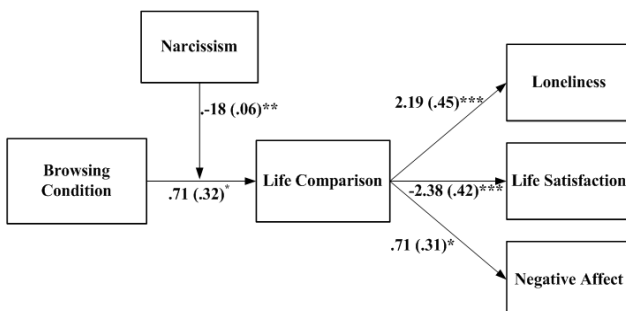 Narcissism
Loneliness
2.19 (.45)***
.-18 (.06)**
Browsing
Condition
Life Comparison
Life Satisfaction
.71 (.32)*
-2.38 (.42)***
.71 (.31)*
Negative Affect